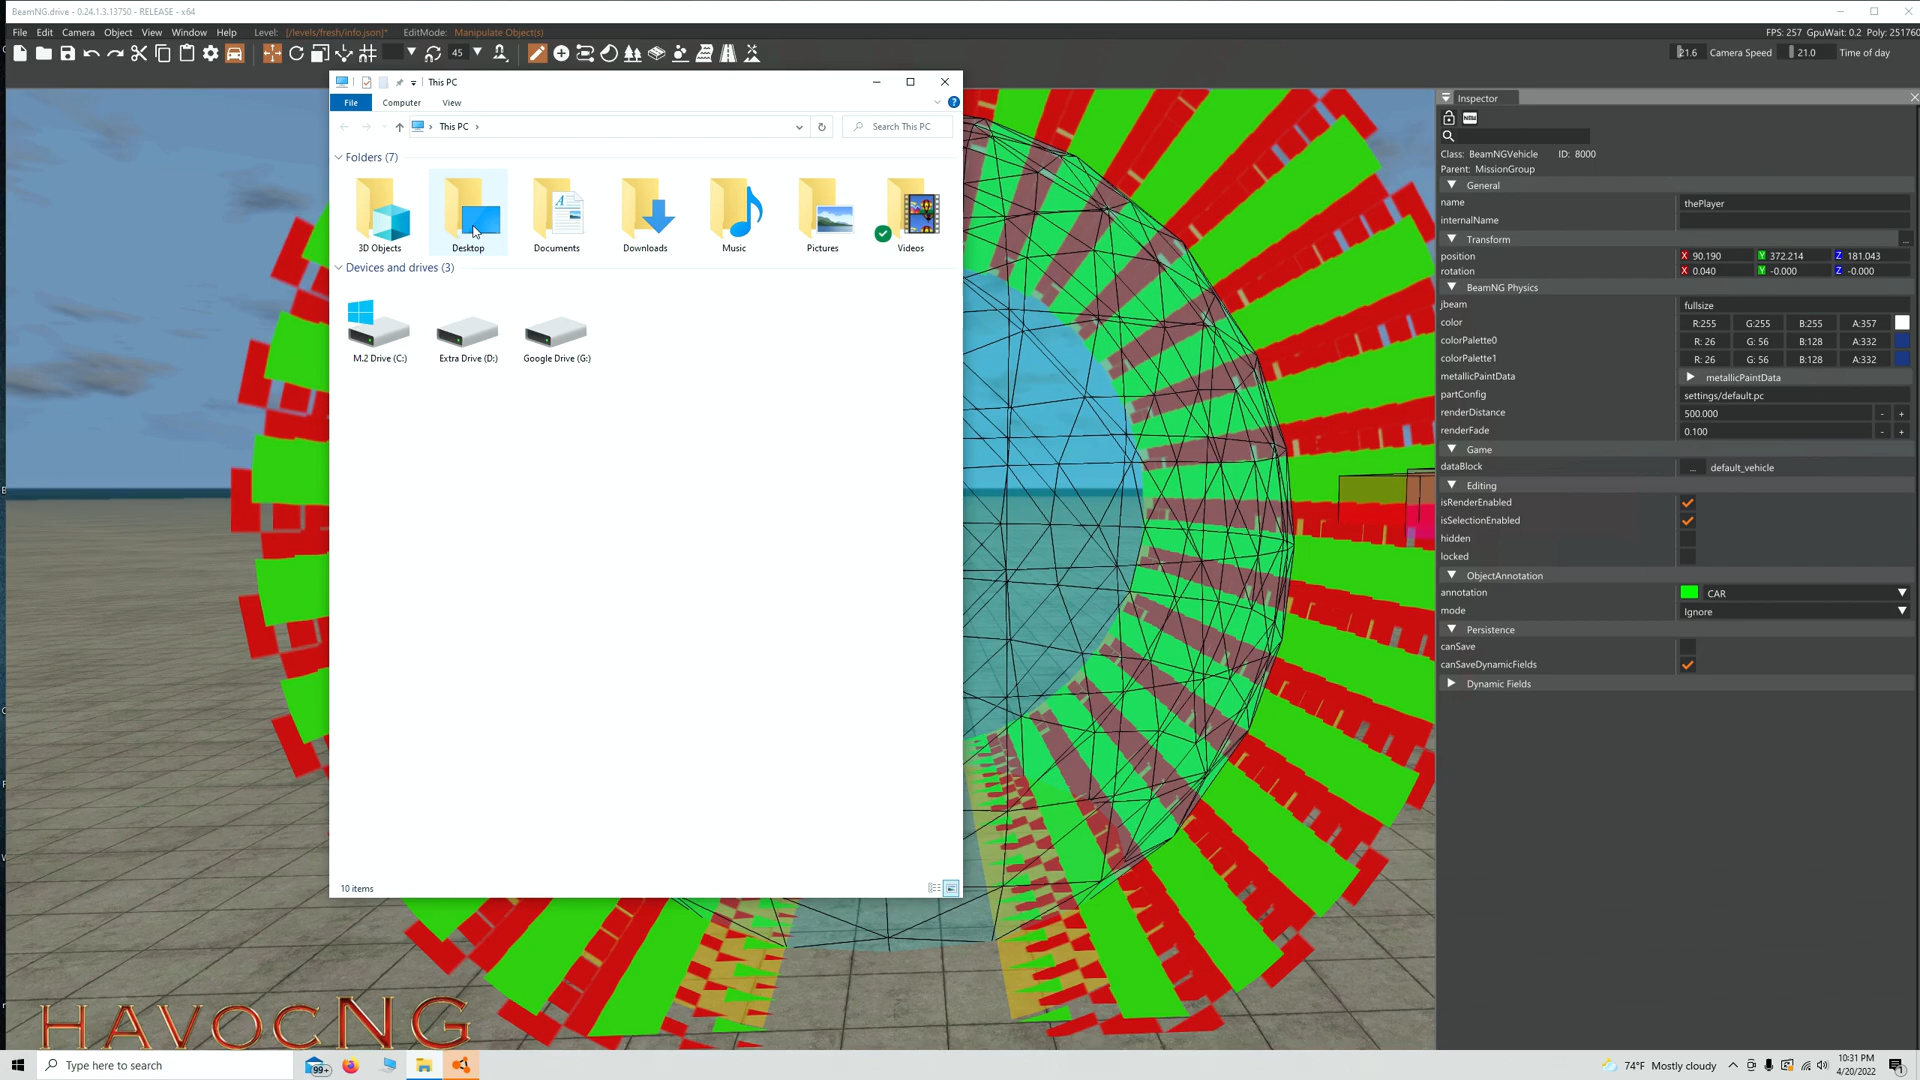 BeamNG.drive - 0.24.1.3.13750 - RELEASE - x64
File Edit Camera Object View Window Help Level: [/levels/fresh/info.json]* EditMode: Manipulate Object(s)
FPS: 257 GpuWait: 0.2 Poly: 251760
45
21.6 Camera Speed 21.0 Time of day
This PC
File Computer View
This PC
Search This PC
Folders (7)
3D Objects Desktop Documents Downloads Music Pictures Videos
Devices and drives (3)
M.2 Drive (C:) Extra Drive (D:) Google Drive (G:)
10 items
Inspector
NEW
Class: BeamNGVehicle ID: 8000
Parent: MissionGroup
General
name thePlayer
internalName
Transform ...
position X 90.190 Y 372.214 Z 181.043
rotation X 0.040 Y -0.000 Z -0.000
BeamNG Physics
jbeam fullsize
color R:255 G:255 B:255 A:357
colorPalette0 R: 26 G: 56 B:128 A:332
colorPalette1 R: 26 G: 56 B:128 A:332
metallicPaintData metallicPaintData
partConfig settings/default.pc
renderDistance 500.000 - +
renderFade 0.100 - +
Game
dataBlock ... default_vehicle
Editing
isRenderEnabled
isSelectionEnabled
hidden
locked
ObjectAnnotation
annotation CAR
mode Ignore
Persistence
canSave
canSaveDynamicFields
Dynamic Fields
HAVOCNG
Type here to search
99+
74°F Mostly cloudy
10:31 PM
4/20/2022